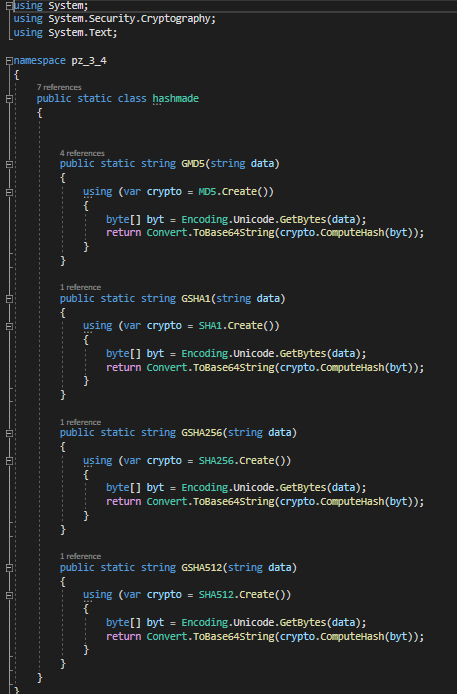 using System;
using System.Security.Cryptography;
using System.Text;
namespace pz_3_4
{
7 references
public static class hashmade
{
4 references
public static string GMD5(string data)
{
using (var crypto = MD5.Create())
{
byte[] byt = Encoding.Unicode.GetBytes(data);
return Convert.ToBase64String(crypto.ComputeHash(byt));
}
}
1 reference
public static string GSHA1(string data)
{
using (var crypto = SHA1.Create())
{
byte[] byt = Encoding.Unicode.GetBytes(data);
return Convert.ToBase64String(crypto.ComputeHash(byt));
}
}
1 reference
public static string GSHA256(string data)
{
using (var crypto = SHA256.Create())
{
byte[] byt = Encoding.Unicode.GetBytes(data);
return Convert.ToBase64String(crypto.ComputeHash(byt));
}
}
1 reference
public static string GSHA512(string data)
{
using (var crypto = SHA512.Create())
{
byte[] byt = Encoding.Unicode.GetBytes(data);
return Convert.ToBase64String(crypto.ComputeHash(byt));
}
}
}
}